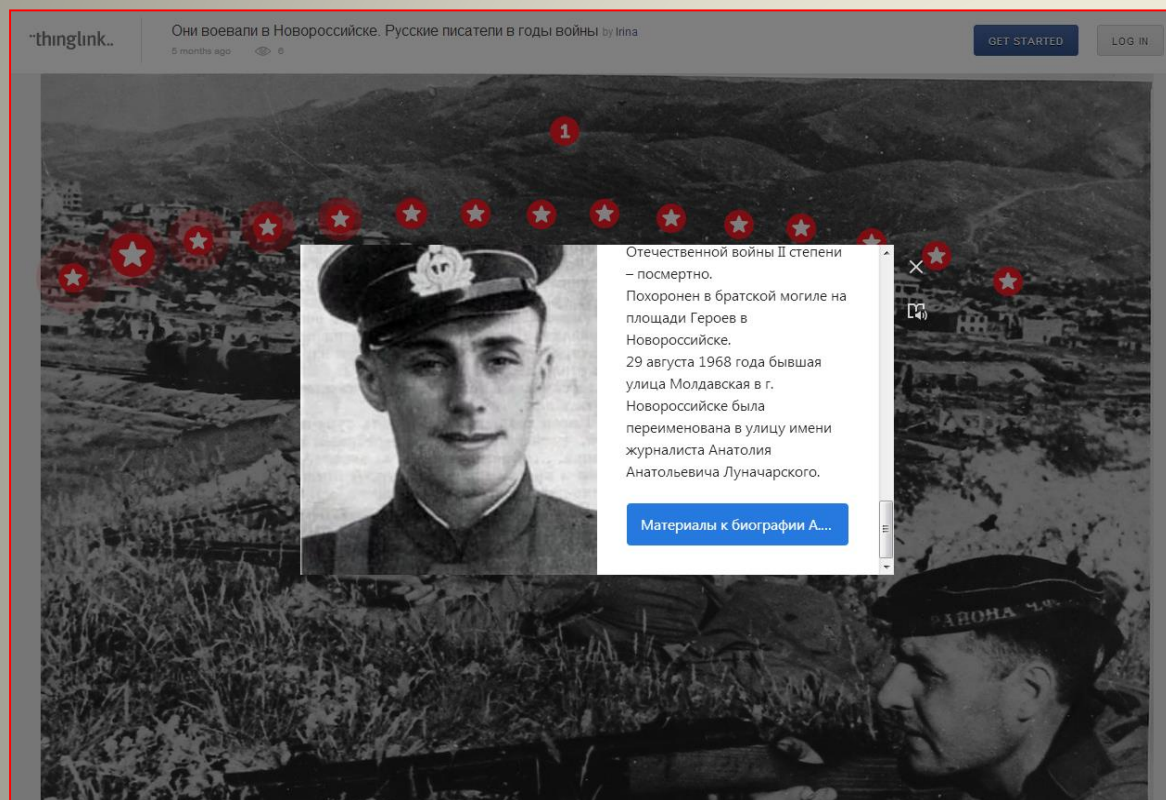 thinglink..
Они воевали в Новороссийске. Русские писатели в годы войны by Irina
5 months ago 6
GET STARTED
LOG IN
1
Отечественной войны II степени
– посмертно.
Похоронен в братской могиле на
площади Героев в
Новороссийске.
29 августа 1968 года бывшая
улица Молдавская в г.
Новороссийске была
переименована в улицу имени
журналиста Анатолия
Анатольевича Луначарского.
Материалы к биографии А....
РАЙОНА Ч.Ф.